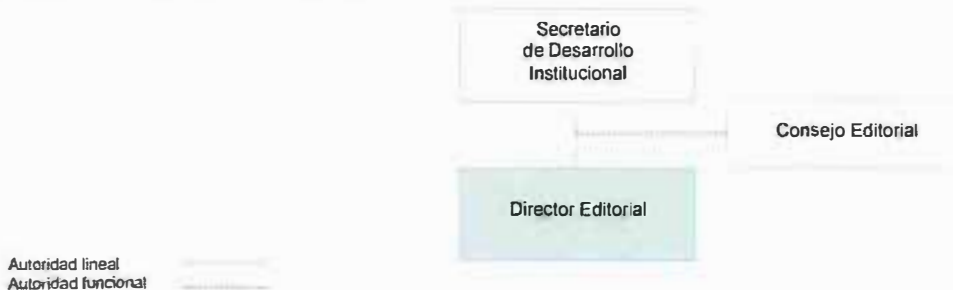 Secretario
de Desarrollo
Institucional
Consejo Editorial
Director Editorial
Autoridad lineal
Autoridad funcional